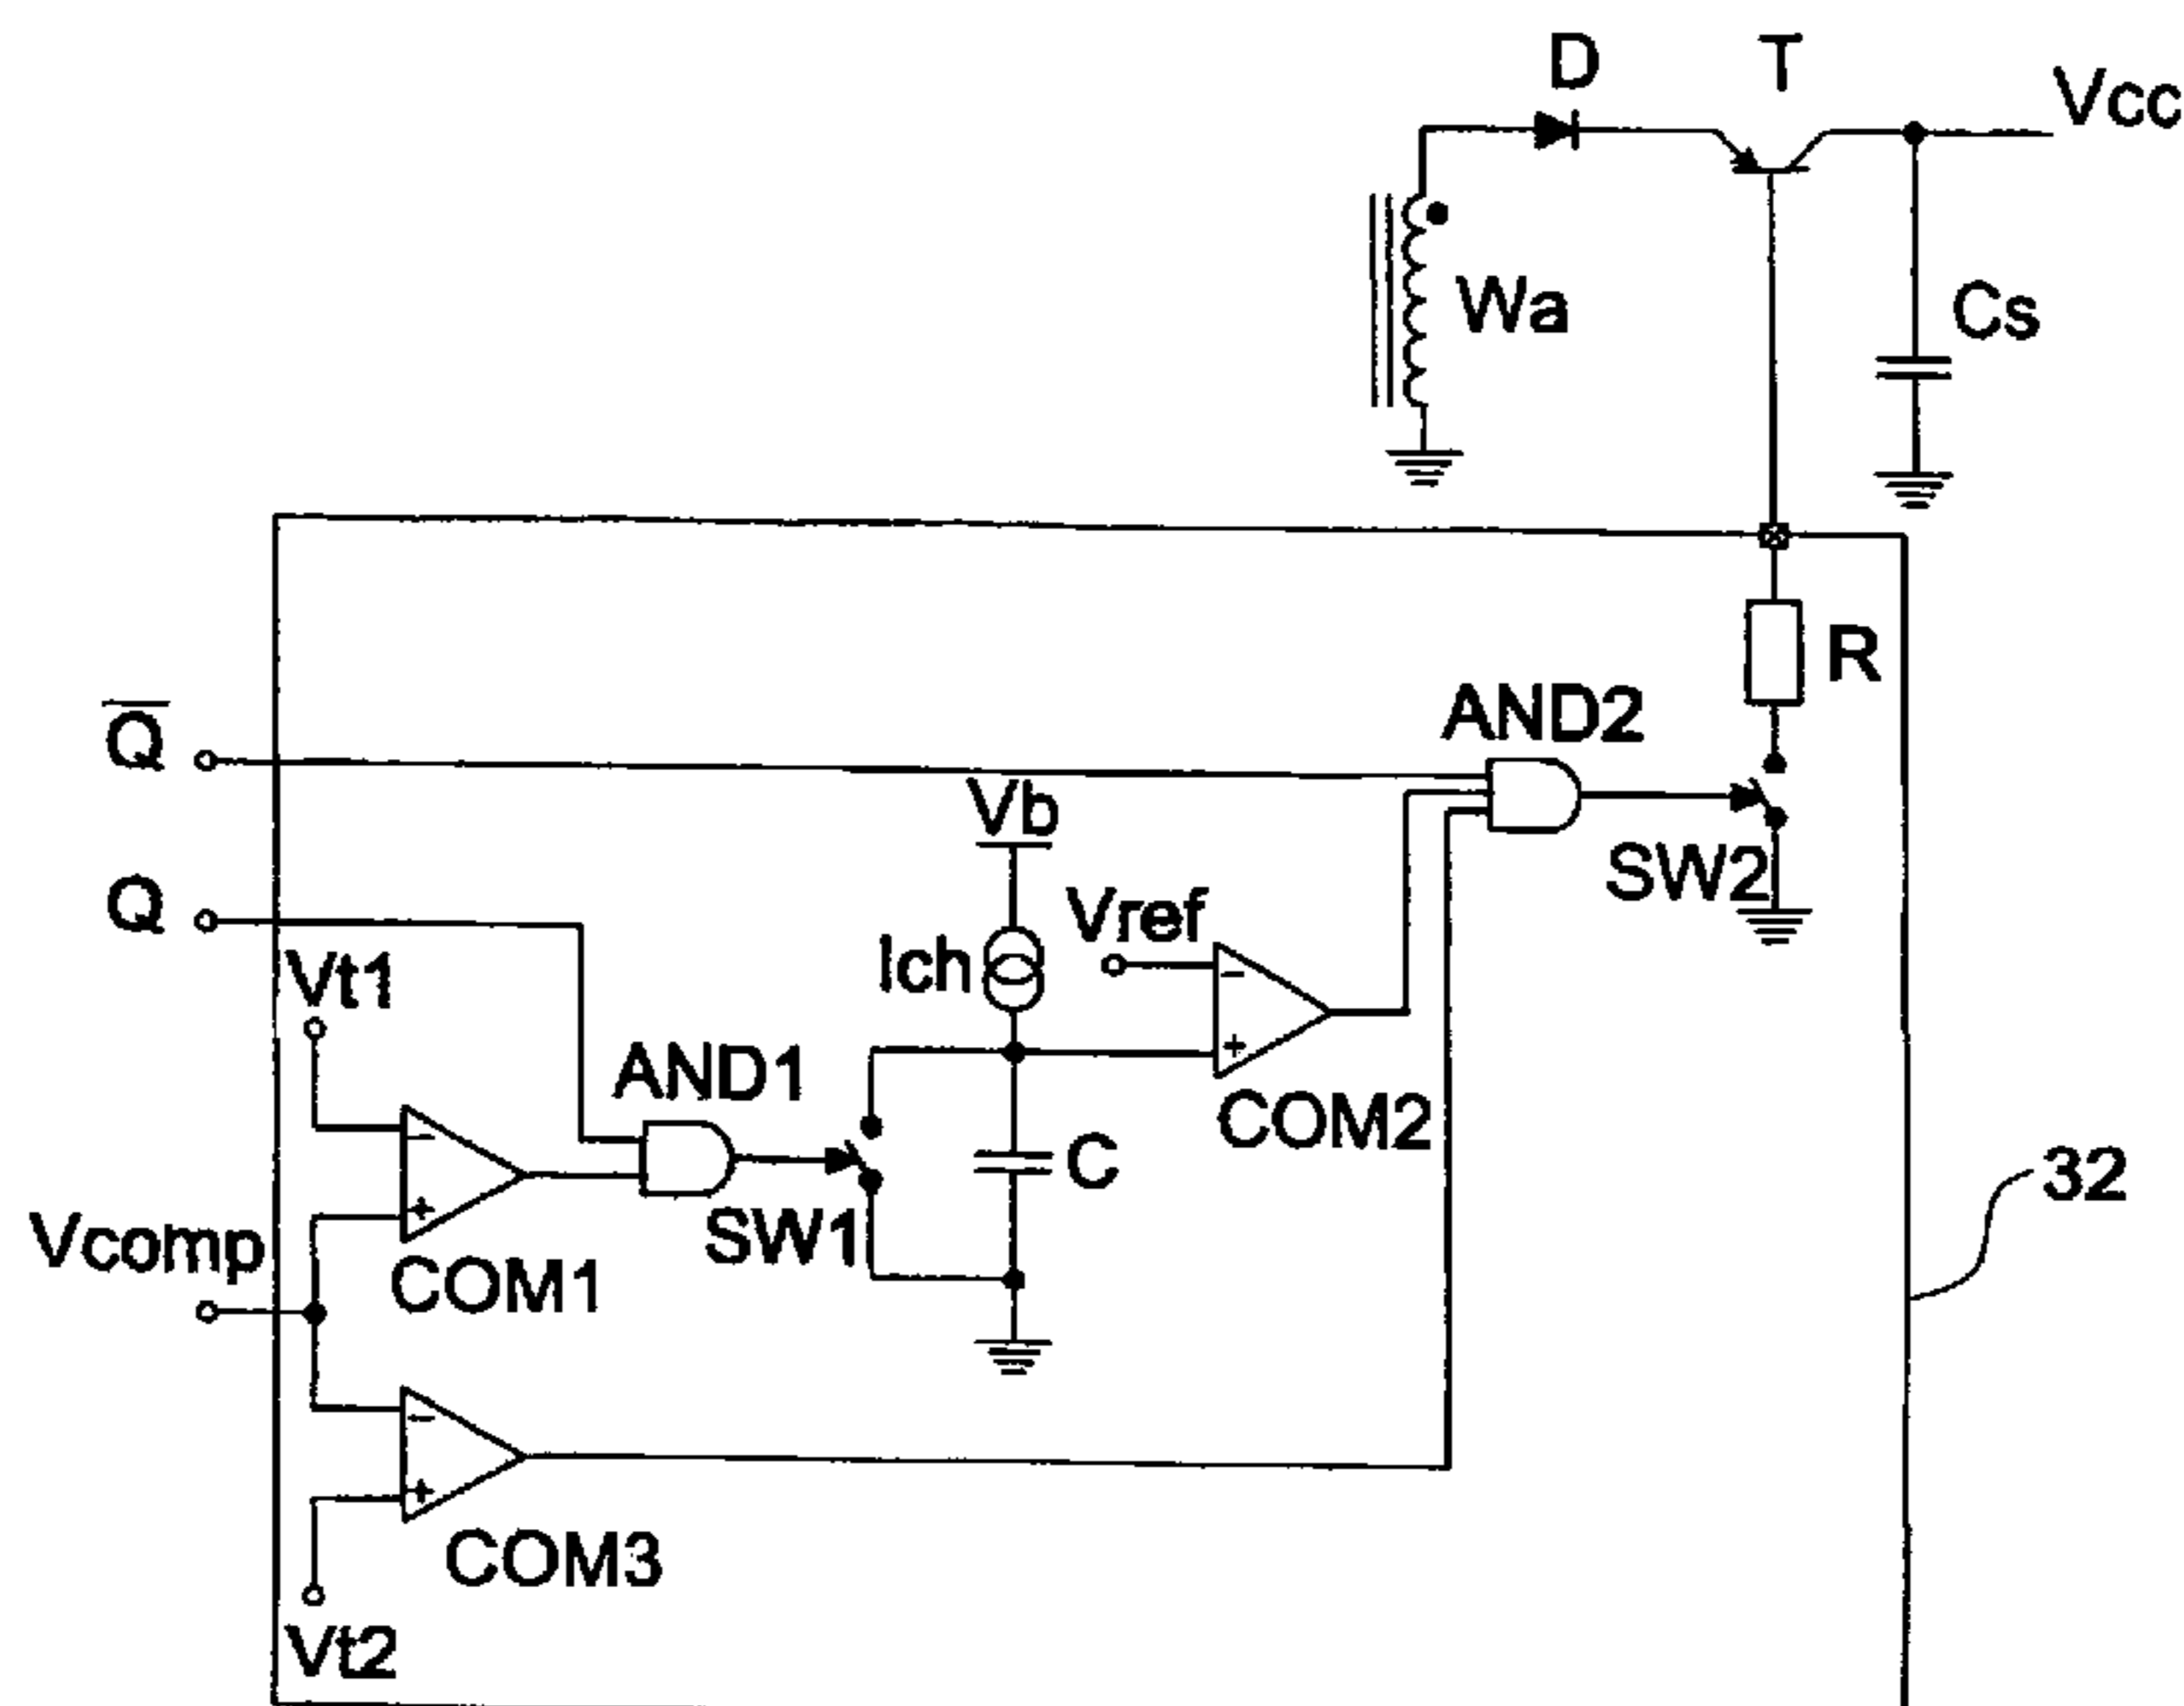 D
T
Vcc
Wa
Cs
R
AND2
Q
Vb
SW2
Q
Ich
Vref
Vt1
-
+
AND1
COM2
C
-
+
SW1
32
Vcomp
COM1
-
+
COM3
Vt2